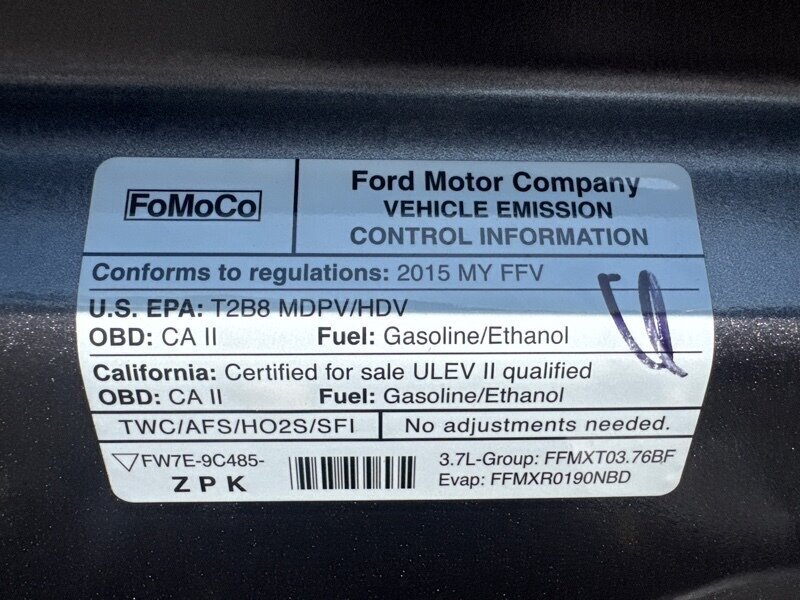 FoMoCo
Ford Motor Company
VEHICLE EMISSION
CONTROL INFORMATION
Conforms to regulations: 2015 MY FFV
U.S. EPA: T2B8 MDPV/HDV
OBD: CA II Fuel: Gasoline/Ethanol
California: Certified for sale ULEV II qualified
OBD: CA II Fuel: Gasoline/Ethanol
TWC/AFS/HO2S/SFI No adjustments needed.
FW7E-9C485-
ZPK
3.7L-Group: FFMXT03.76BF
Evap: FFMXR0190NBD